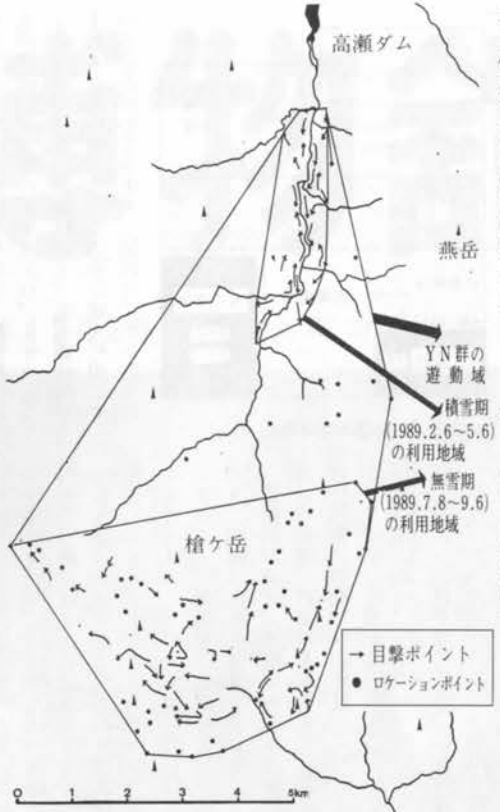 高瀬ダム
燕岳
YN群の
遊動域
積雪期
(1989.2.6~5.6)
の利用地域
無雪期
(1989.7.8~9.6)
の利用地域
槍ケ岳
→ 目撃ポイント
● ロケーションポイント
0 1 2 3 4 5km